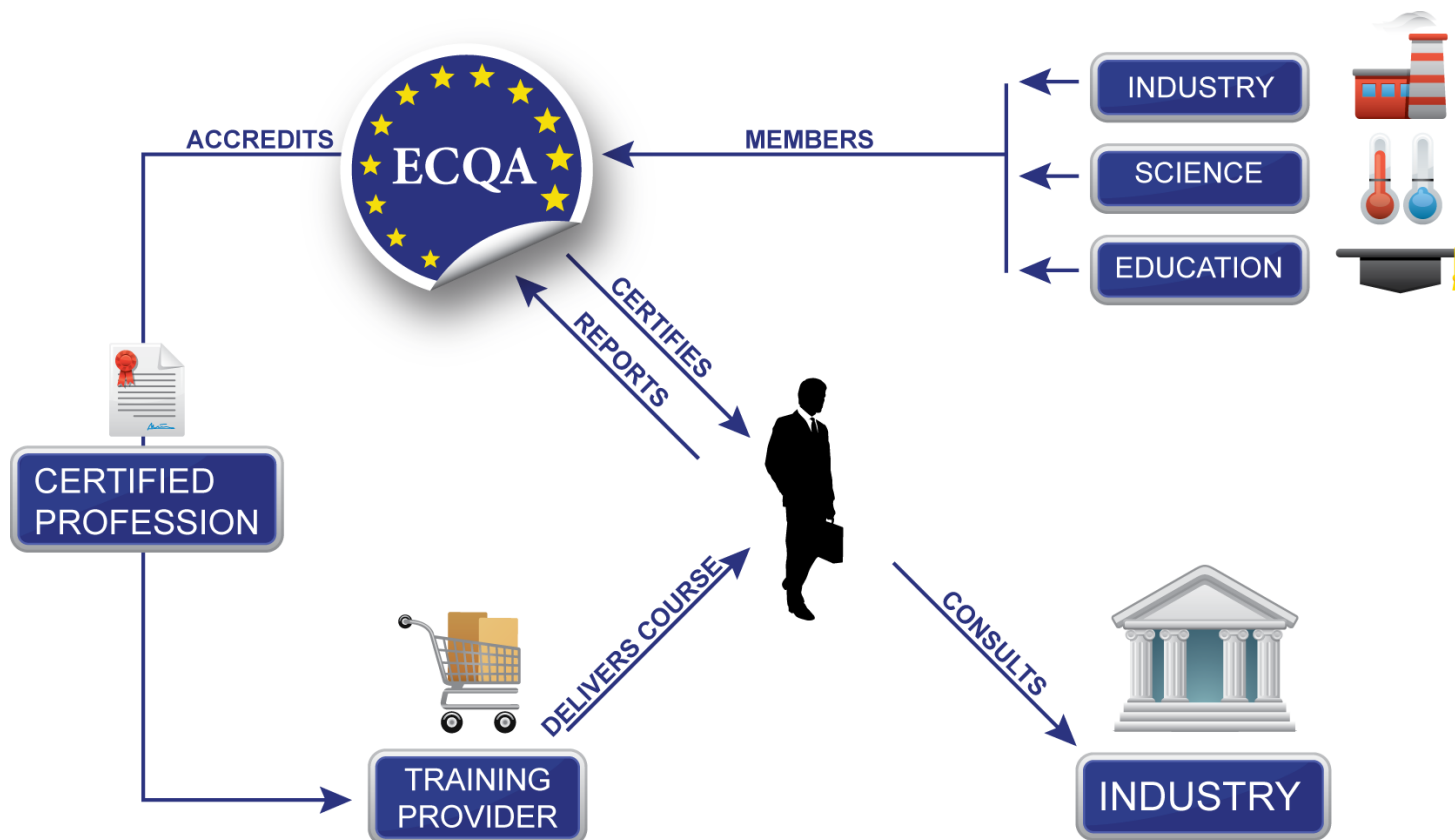 ACCREDITS
ECQA
MEMBERS
INDUSTRY
SCIENCE
EDUCATION
CERTIFIES
REPORTS
CERTIFIED
PROFESSION
DELIVERS COURSE
CONSULTS
TRAINING
PROVIDER
INDUSTRY